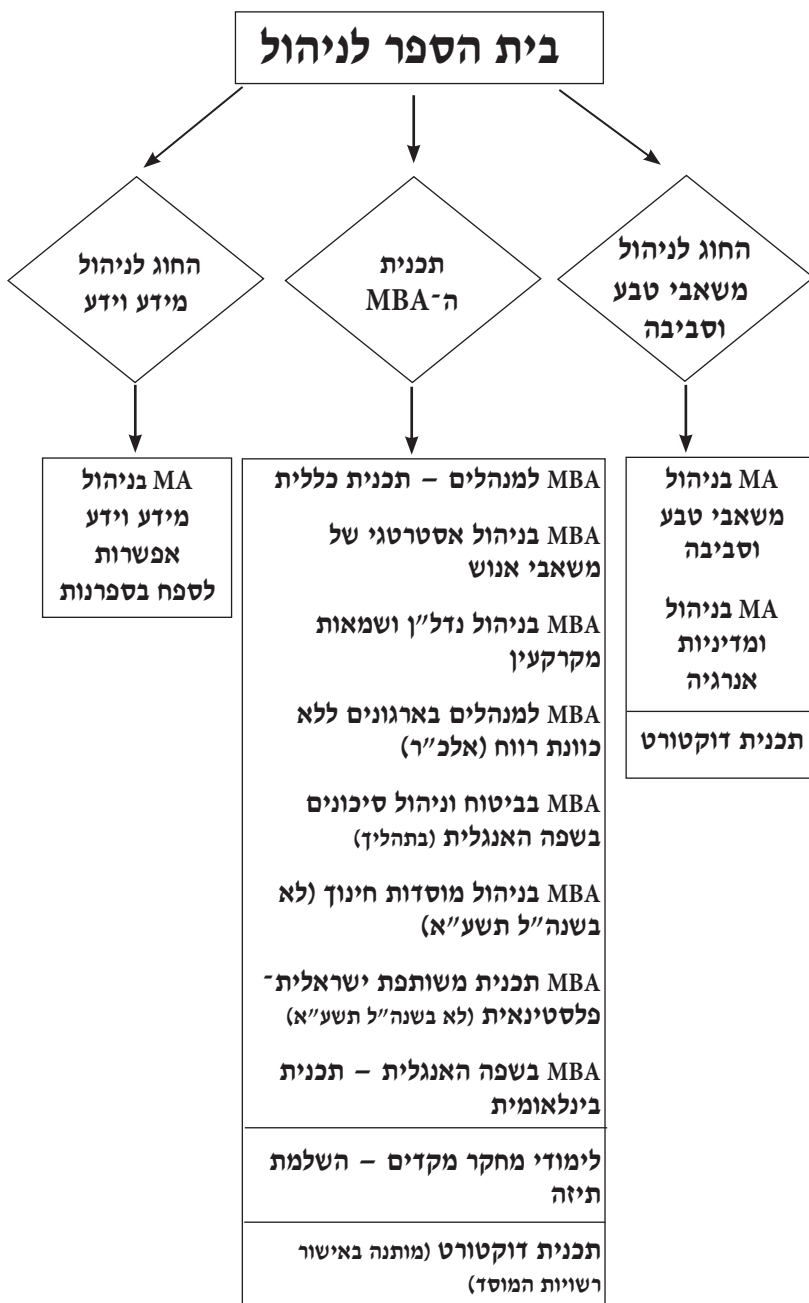 בית הספר לניהול
החוג לניהול
משאבי טבע
וסביבה
תכנית
ה־MBA
החוג לניהול
מידע וידע
MA בניהול
משאבי טבע
וסביבה
MA בניהול
ומדיניות
אנרגיה
תכנית דוקטורט
MBA למנהלים – תכנית כללית
MBA בניהול אסטרטגי של
משאבי אנוש
MBA בניהול נדל"ן ושמאות
מקרקעין
MBA למנהלים בארגונים ללא
כוונת רווח (אלכ"ר)
MBA בביטוח וניהול סיכונים
בשפה האנגלית (בתהליך)
MBA בניהול מוסדות חינוך (לא
בשנה"ל תשע"א)
MBA תכנית משותפת ישראלית־
פלסטינאית (לא בשנה"ל תשע"א)
MBA בשפה האנגלית – תכנית
בינלאומית
לימודי מחקר מקדים – השלמת
תיזה
תכנית דוקטורט (מותנה באישור
רשויות המוסד)
MA בניהול
מידע וידע
אפשרות
לספח בספרנות